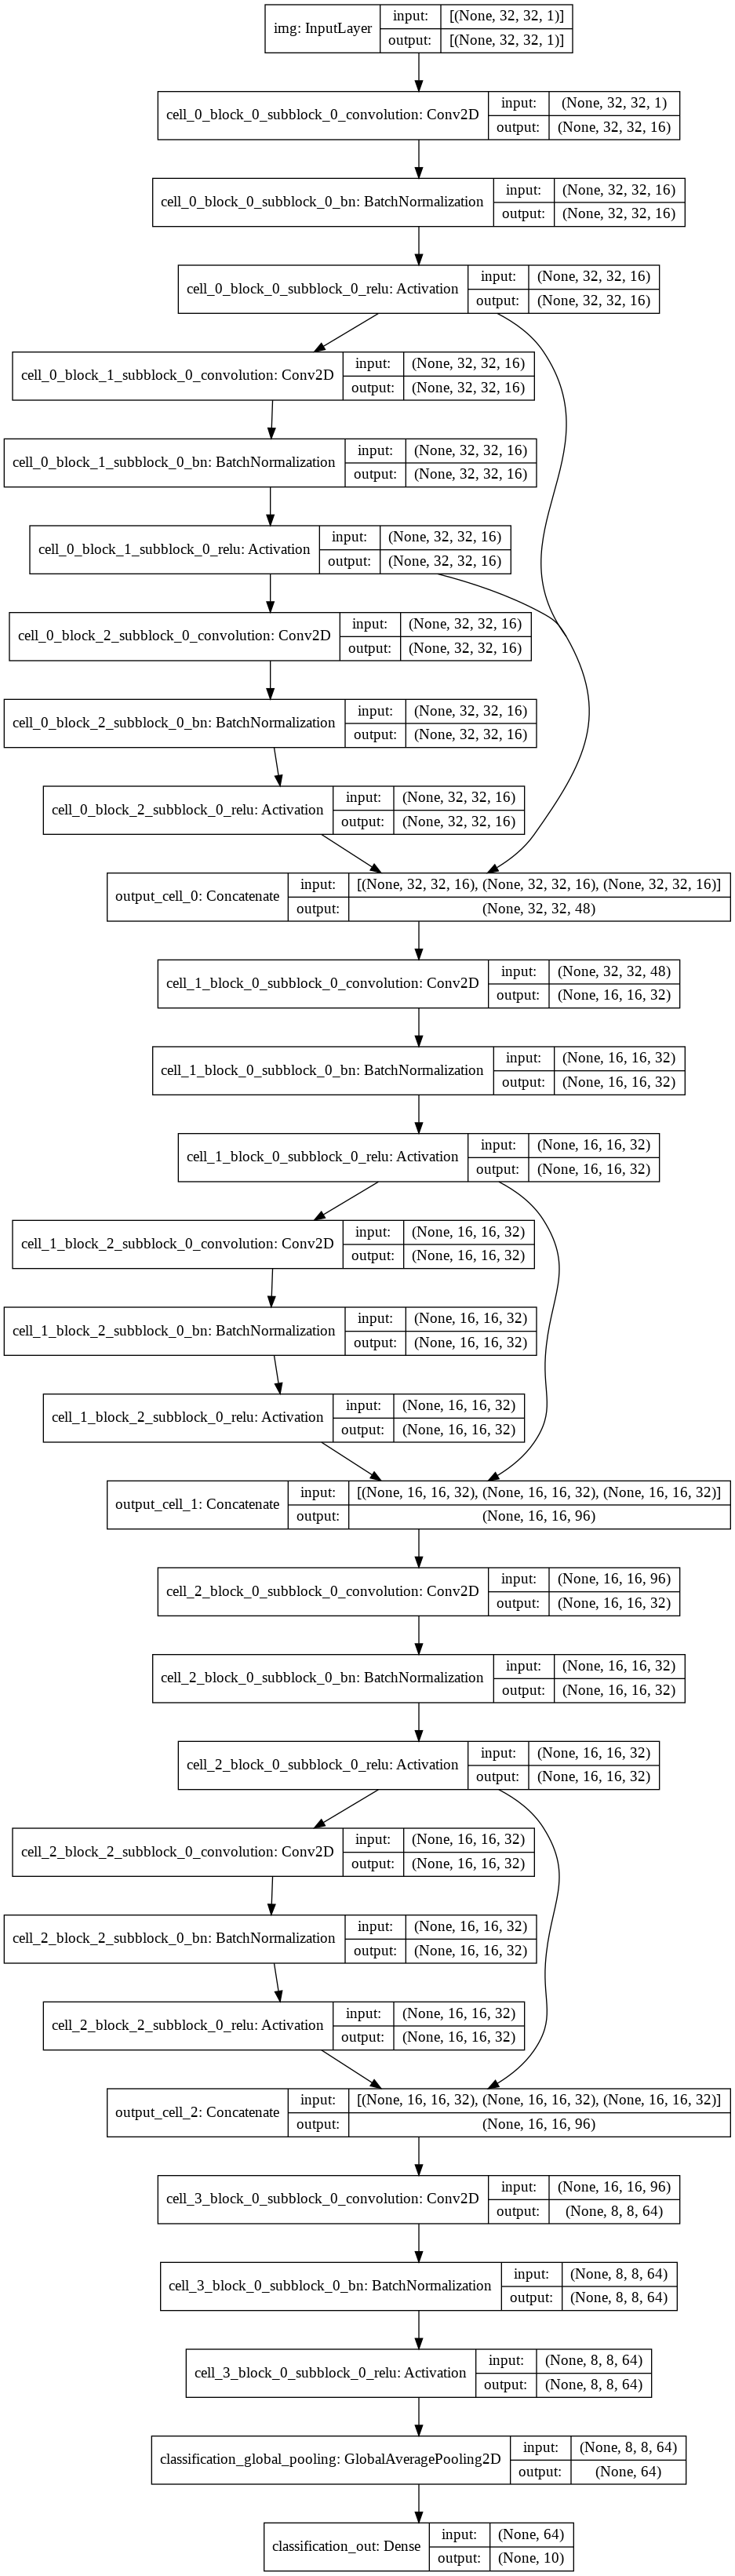 img: InputLayer input: [(None, 32, 32, 1)]
output: [(None, 32, 32, 1)]
cell_0_block_0_subblock_0_convolution: Conv2D input: (None, 32, 32, 1)
output: (None, 32, 32, 16)
cell_0_block_0_subblock_0_bn: BatchNormalization input: (None, 32, 32, 16)
output: (None, 32, 32, 16)
cell_0_block_0_subblock_0_relu: Activation input: (None, 32, 32, 16)
output: (None, 32, 32, 16)
cell_0_block_1_subblock_0_convolution: Conv2D input: (None, 32, 32, 16)
output: (None, 32, 32, 16)
cell_0_block_1_subblock_0_bn: BatchNormalization input: (None, 32, 32, 16)
output: (None, 32, 32, 16)
cell_0_block_1_subblock_0_relu: Activation input: (None, 32, 32, 16)
output: (None, 32, 32, 16)
cell_0_block_2_subblock_0_convolution: Conv2D input: (None, 32, 32, 16)
output: (None, 32, 32, 16)
cell_0_block_2_subblock_0_bn: BatchNormalization input: (None, 32, 32, 16)
output: (None, 32, 32, 16)
cell_0_block_2_subblock_0_relu: Activation input: (None, 32, 32, 16)
output: (None, 32, 32, 16)
output_cell_0: Concatenate input: [(None, 32, 32, 16), (None, 32, 32, 16), (None, 32, 32, 16)]
output: (None, 32, 32, 48)
cell_1_block_0_subblock_0_convolution: Conv2D input: (None, 32, 32, 48)
output: (None, 16, 16, 32)
cell_1_block_0_subblock_0_bn: BatchNormalization input: (None, 16, 16, 32)
output: (None, 16, 16, 32)
cell_1_block_0_subblock_0_relu: Activation input: (None, 16, 16, 32)
output: (None, 16, 16, 32)
cell_1_block_2_subblock_0_convolution: Conv2D input: (None, 16, 16, 32)
output: (None, 16, 16, 32)
cell_1_block_2_subblock_0_bn: BatchNormalization input: (None, 16, 16, 32)
output: (None, 16, 16, 32)
cell_1_block_2_subblock_0_relu: Activation input: (None, 16, 16, 32)
output: (None, 16, 16, 32)
output_cell_1: Concatenate input: [(None, 16, 16, 32), (None, 16, 16, 32), (None, 16, 16, 32)]
output: (None, 16, 16, 96)
cell_2_block_0_subblock_0_convolution: Conv2D input: (None, 16, 16, 96)
output: (None, 16, 16, 32)
cell_2_block_0_subblock_0_bn: BatchNormalization input: (None, 16, 16, 32)
output: (None, 16, 16, 32)
cell_2_block_0_subblock_0_relu: Activation input: (None, 16, 16, 32)
output: (None, 16, 16, 32)
cell_2_block_2_subblock_0_convolution: Conv2D input: (None, 16, 16, 32)
output: (None, 16, 16, 32)
cell_2_block_2_subblock_0_bn: BatchNormalization input: (None, 16, 16, 32)
output: (None, 16, 16, 32)
cell_2_block_2_subblock_0_relu: Activation input: (None, 16, 16, 32)
output: (None, 16, 16, 32)
output_cell_2: Concatenate input: [(None, 16, 16, 32), (None, 16, 16, 32), (None, 16, 16, 32)]
output: (None, 16, 16, 96)
cell_3_block_0_subblock_0_convolution: Conv2D input: (None, 16, 16, 96)
output: (None, 8, 8, 64)
cell_3_block_0_subblock_0_bn: BatchNormalization input: (None, 8, 8, 64)
output: (None, 8, 8, 64)
cell_3_block_0_subblock_0_relu: Activation input: (None, 8, 8, 64)
output: (None, 8, 8, 64)
classification_global_pooling: GlobalAveragePooling2D input: (None, 8, 8, 64)
output: (None, 64)
classification_out: Dense input: (None, 64)
output: (None, 10)